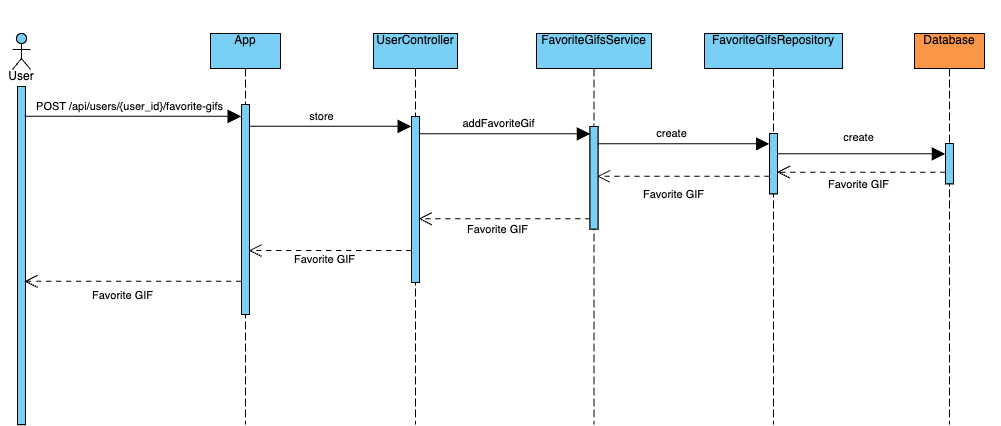 App
UserController
FavoriteGifsService
FavoriteGifsRepository
Database
User
POST /api/users/{user_id}/favorite-gifs
store
addFavoriteGif
create
create
Favorite GIF
Favorite GIF
Favorite GIF
Favorite GIF
Favorite GIF